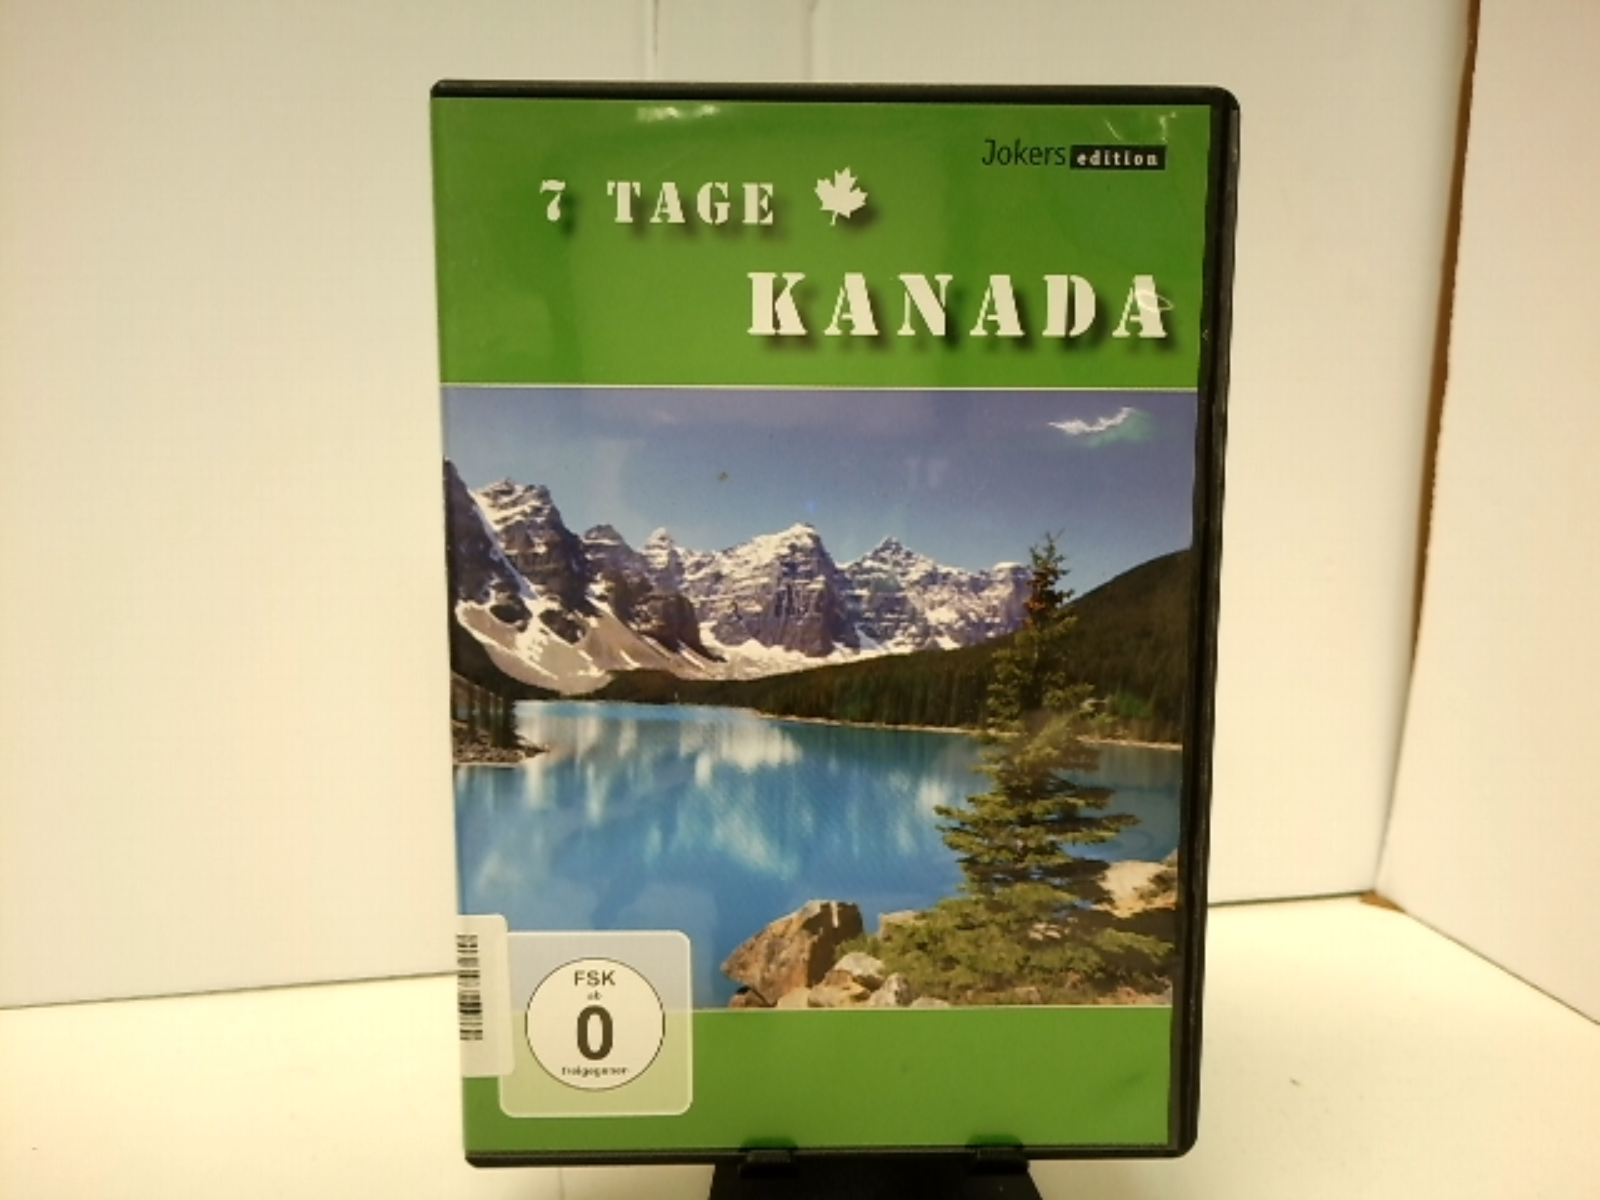 Jokers edition
7 TAGE
KANADA
FSK
ab
0
freigegeben